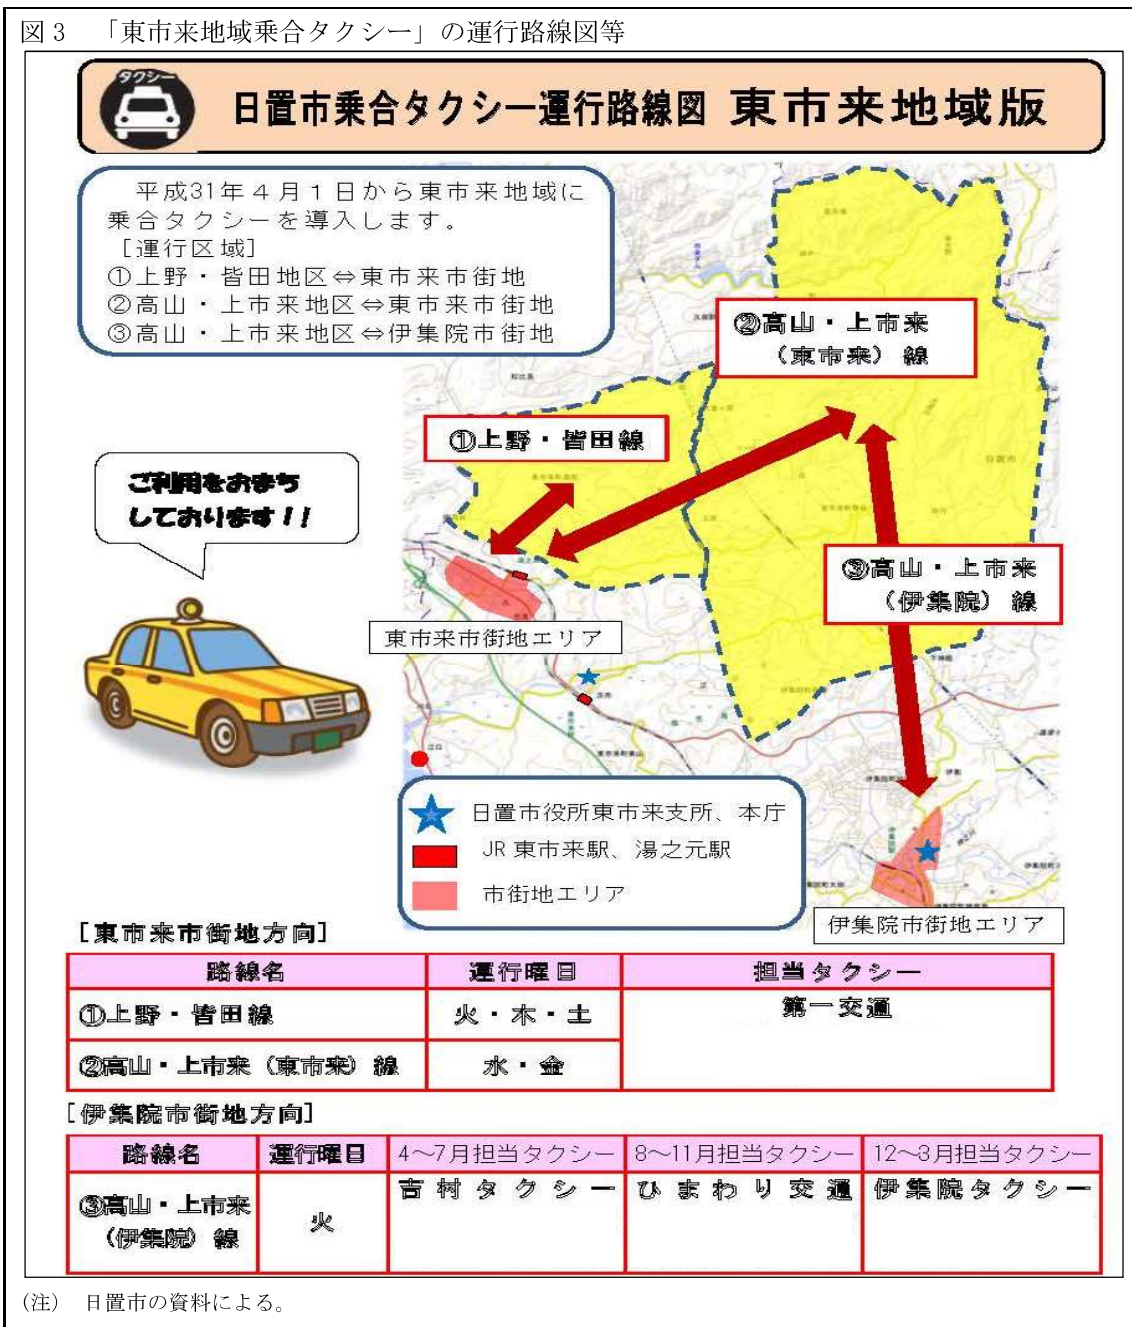 図3 「東市来地域乗合タクシー」の運行路線図等
タクシー
日置市乗合タクシー運行路線図 東市来地域版
平成31年4月1日から東市来地域に
乗合タクシーを導入します。
[運行区域]
①上野・皆田地区⇔東市来市街地
②高山・上市来地区⇔東市来市街地
③高山・上市来地区⇔伊集院市街地
②高山・上市来
(東市来)線
①上野・皆田線
日置市
ご利用をおまち
しております!!
③高山・上市来
(伊集院)線
東市来市街地エリア
江口
日置市役所東市来支所、本庁
JR東市来駅、湯之元駅
市街地エリア
伊集院市街地エリア
[東市来市街地方向]
路線名 運行曜日 担当タクシー
①上野・皆田線 火・木・土 第一交通
②高山・上市来(東市来)線 水・金
[伊集院市街地方向]
路線名 運行曜日 4～7月担当タクシー 8～11月担当タクシー 12～3月担当タクシー
③高山・上市来
(伊集院)線 火 吉村タクシー ひまわり交通 伊集院タクシー
(注) 日置市の資料による。